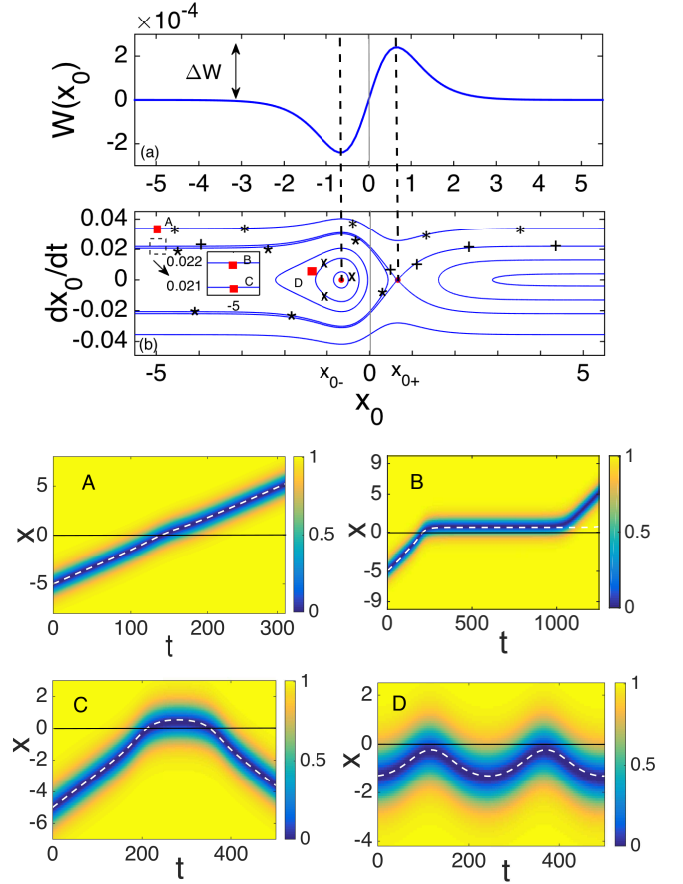 ×10⁻⁴
2
0
-2
W(x₀)
ΔW
(a)
-5 -4 -3 -2 -1 0 1 2 3 4 5
0.04
0.02
0
-0.02
-0.04
dx₀/dt
A
0.022 B
0.021 C
-5
D
(b)
-5 x₀₋ 0 x₀₊ 5
x₀
A
5
0
-5
x
0 100 200 300
t
1
0.5
0
B
9
5
0
-5
-9
x
0 500 1000
t
1
0.5
0
C
2
0
-2
-4
-6
x
0 200 400
t
1
0.5
0
D
2
0
-2
-4
x
0 200 400
t
1
0.5
0